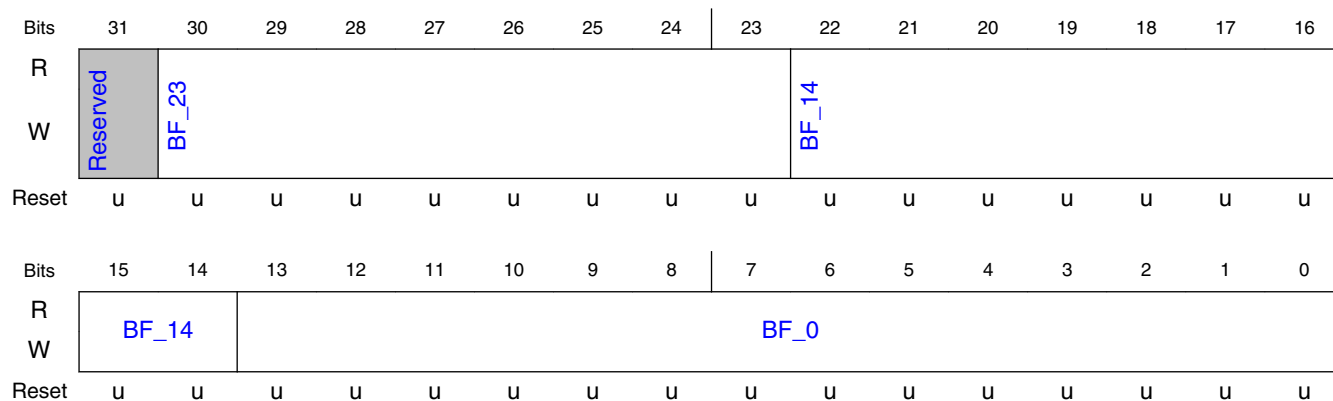 Bits 31 30 29 28 27 26 25 24 23 22 21 20 19 18 17 16
R
W
Reserved
BF_23
BF_14
Reset u u u u u u u u u u u u u u u u
Bits 15 14 13 12 11 10 9 8 7 6 5 4 3 2 1 0
R
BF_14 BF_0
W
Reset u u u u u u u u u u u u u u u u